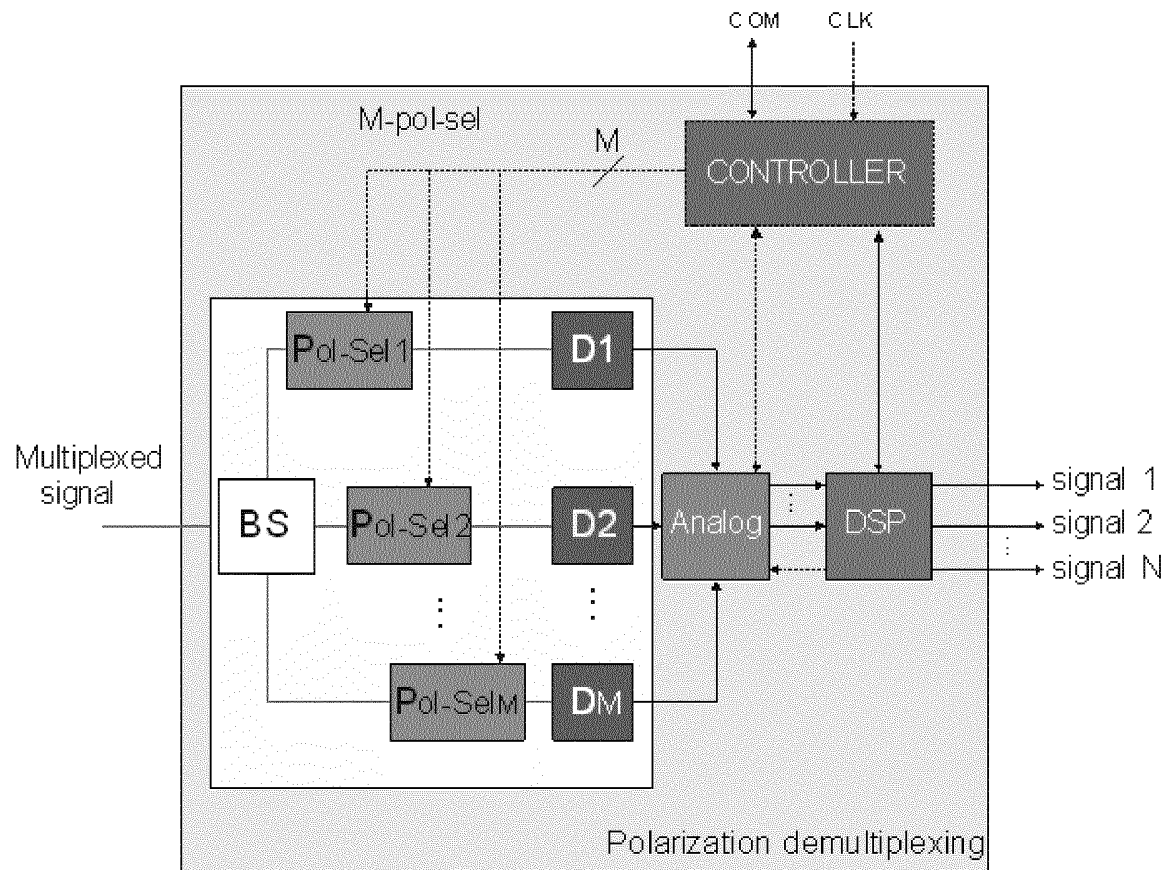 COM CLK
M-pol-sel
M
CONTROLLER
Pol-Sel 1
D1
Multiplexed
signal
BS
Pol-Sel 2
D2
Analog
DSP
signal 1
signal 2
signal N
Pol-SelM
DM
Polarization demultiplexing